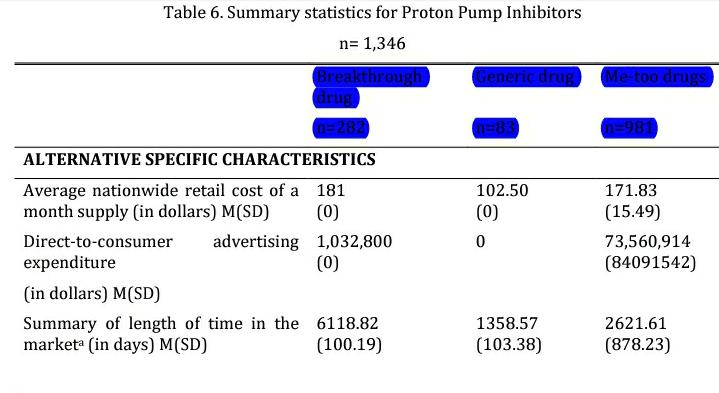 Table 6. Summary statistics for Proton Pump Inhibitors
n= 1,346
Breakthrough drug Generic drug Me-too drugs
n=282 n=83 n=981
ALTERNATIVE SPECIFIC CHARACTERISTICS
Average nationwide retail cost of a 181 102.50 171.83
month supply (in dollars) M(SD) (0) (0) (15.49)
Direct-to-consumer advertising 1,032,800 0 73,560,914
expenditure (0) (84091542)
(in dollars) M(SD)
Summary of length of time in the 6118.82 1358.57 2621.61
marketᵃ (in days) M(SD) (100.19) (103.38) (878.23)